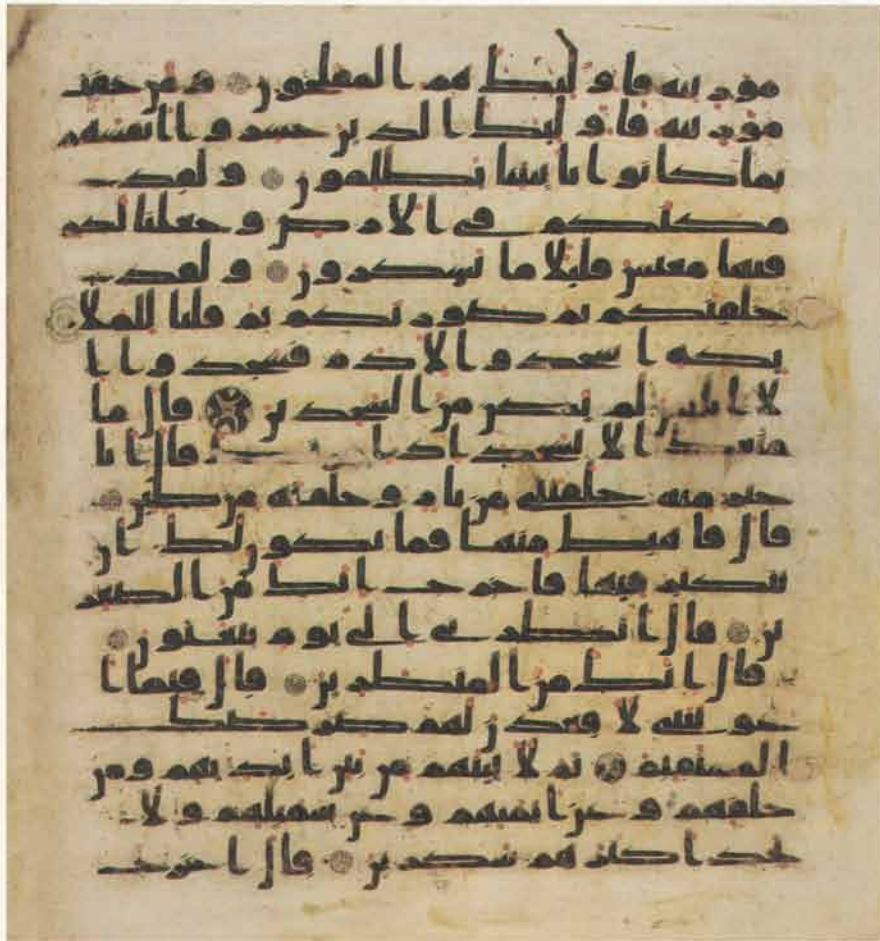 موزينه فاوليك هم المفلحون ومن خفت
موزينه فاوليك الذين خسروا انفسهم
بما كانوا بايتنا يظلمون ولقد
مكنكم في الارض وجعلنا لكم
فيها معيش قليلا ما تشكرون ولقد
خلقنكم ثم صورنكم ثم قلنا للملا
يكه اسجدوا لادم فسجدوا ا
لا ابليس لم يكن من السجدين قال ما
منعك الا تسجد اذ قال انا
خير منه خلقتني من نار وخلقته من طين
قال فاهبط منها فما يكون لك ان
تتكبر فيها فاخرج انك من الصغر
ين قال انظرني الى يوم يبعثون
قال انك من المنظرين قال فبما ا
غويتني لاقعدن لهم صرطك
المستقيم ثم لاتينهم من بين ايديهم ومن
خلفهم وعن ايمنهم وعن شمايلهم ولا
تجد اكثرهم شكرين قال اخرج